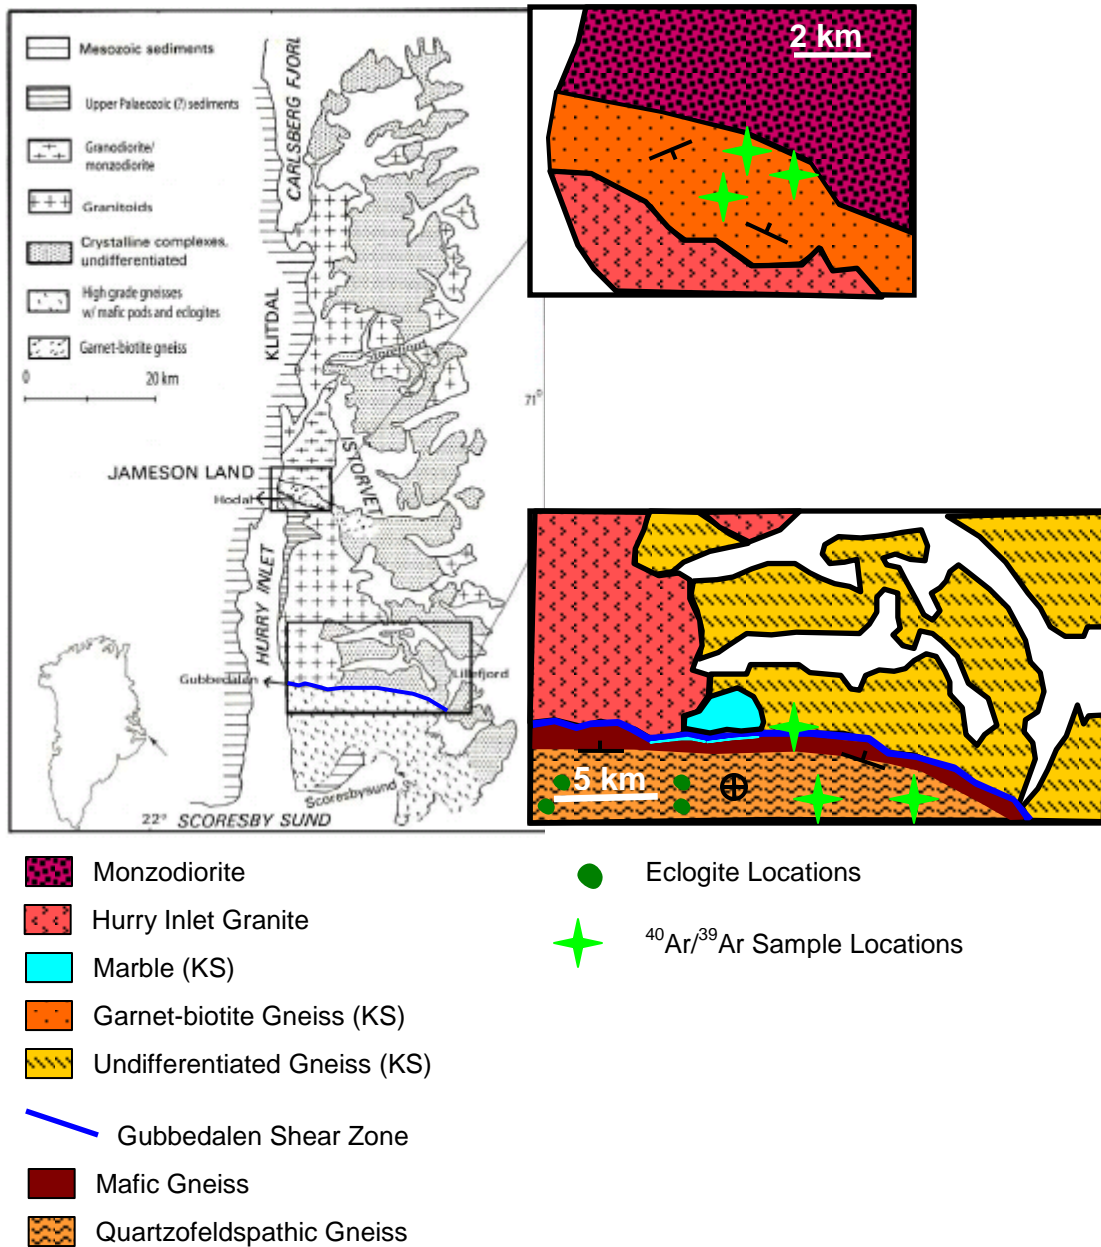 Mesozoic sediments
Upper Palaeozoic (?) sediments
Granodiorite/
monzodiorite
Granitoids
Crystalline complexes,
undifferentiated
High grade gneisses
w/ mafic pods and eclogites
Garnet-biotite gneiss
0 20 km
CARLSBERG FJORD
KLITDAL
Storefjord
71°
STORVET
JAMESON LAND
Hodal
HURRY INLET
Gubbedalen
Lillefjord
Scoresbysund
22° SCORESBY SUND
2 km
5 km
Monzodiorite
Hurry Inlet Granite
Marble (KS)
Garnet-biotite Gneiss (KS)
Undifferentiated Gneiss (KS)
Gubbedalen Shear Zone
Mafic Gneiss
Quartzofeldspathic Gneiss
Eclogite Locations
40Ar/39Ar Sample Locations